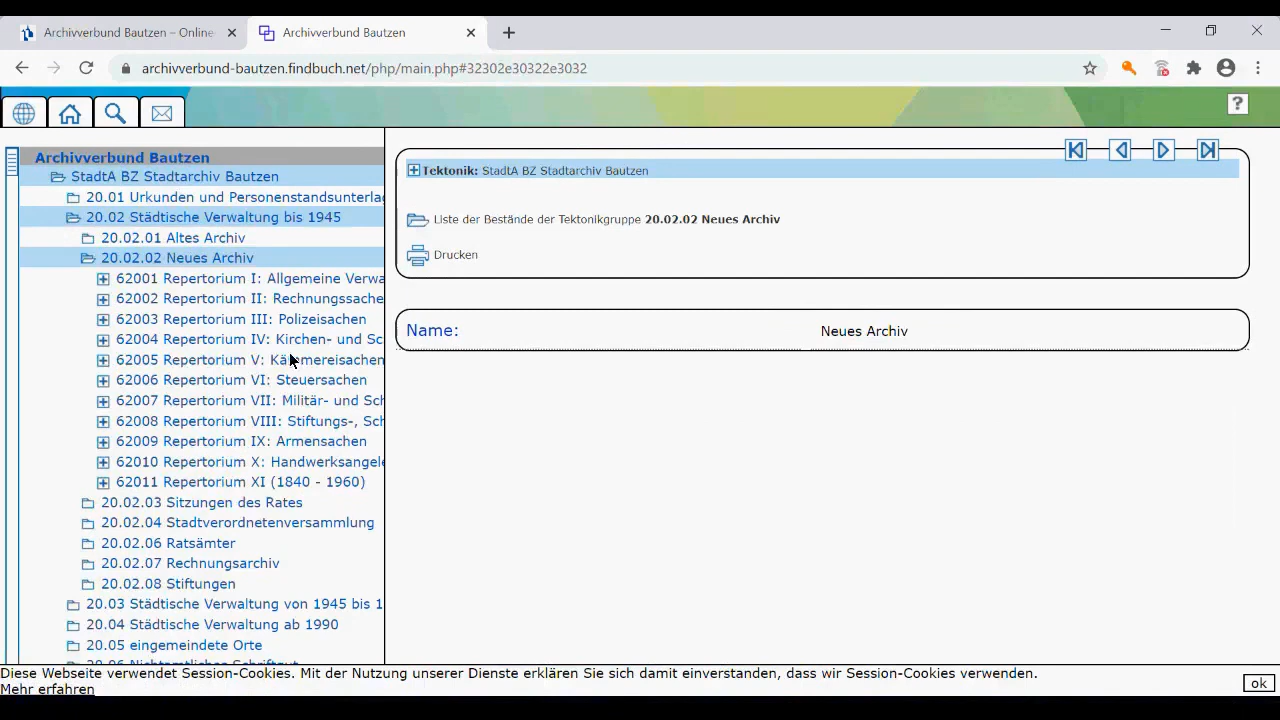 Archivverbund Bautzen – Online
Archivverbund Bautzen
archivverbund-bautzen.findbuch.net/php/main.php#32302e30322e3032
?
Archivverbund Bautzen
StadtA BZ Stadtarchiv Bautzen
20.01 Urkunden und Personenstandsunterlag
20.02 Städtische Verwaltung bis 1945
20.02.01 Altes Archiv
20.02.02 Neues Archiv
62001 Repertorium I: Allgemeine Verwa
62002 Repertorium II: Rechnungssache
62003 Repertorium III: Polizeisachen
62004 Repertorium IV: Kirchen- und Sc
62005 Repertorium V: Kämmereisachen
62006 Repertorium VI: Steuersachen
62007 Repertorium VII: Militär- und Sch
62008 Repertorium VIII: Stiftungs-, Sch
62009 Repertorium IX: Armensachen
62010 Repertorium X: Handwerksangele
62011 Repertorium XI (1840 - 1960)
20.02.03 Sitzungen des Rates
20.02.04 Stadtverordnetenversammlung
20.02.06 Ratsämter
20.02.07 Rechnungsarchiv
20.02.08 Stiftungen
20.03 Städtische Verwaltung von 1945 bis 1
20.04 Städtische Verwaltung ab 1990
20.05 eingemeindete Orte
20.06 Nichtamtliches Schriftgut
Tektonik: StadtA BZ Stadtarchiv Bautzen
Liste der Bestände der Tektonikgruppe 20.02.02 Neues Archiv
Drucken
Name: Neues Archiv
Diese Webseite verwendet Session-Cookies. Mit der Nutzung unserer Dienste erklären Sie sich damit einverstanden, dass wir Session-Cookies verwenden.
Mehr erfahren
ok